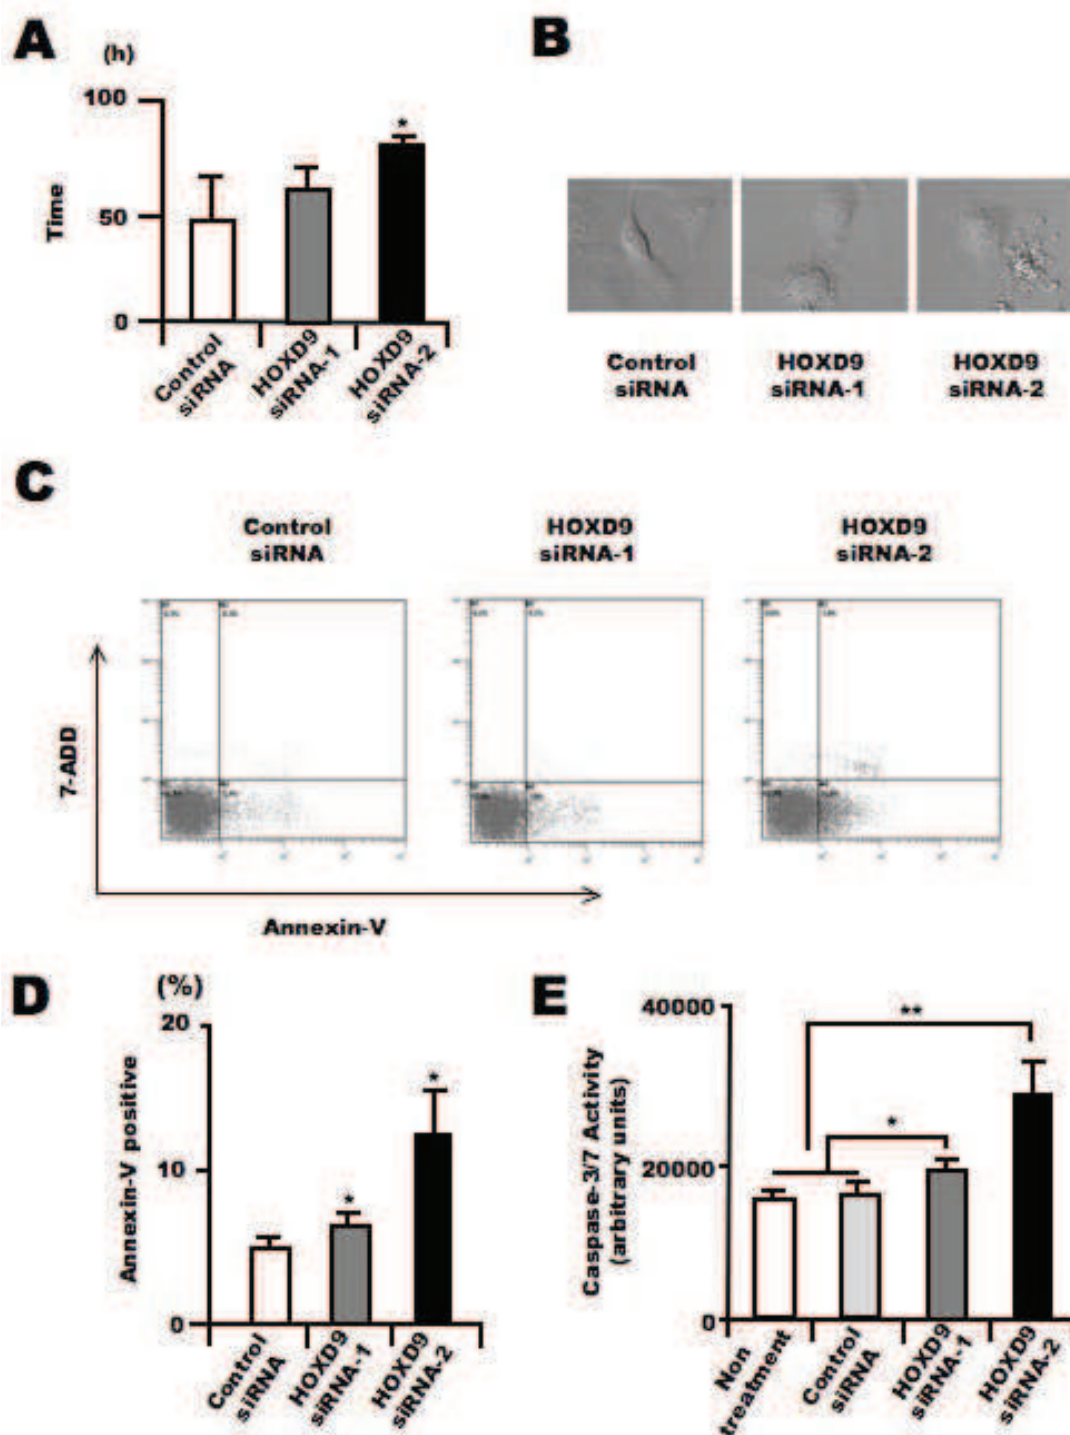 A
(h)
100
50
0
Time
*
Control
siRNA
HOXD9
siRNA-1
HOXD9
siRNA-2
B
Control
siRNA
HOXD9
siRNA-1
HOXD9
siRNA-2
C
Control
siRNA
HOXD9
siRNA-1
HOXD9
siRNA-2
7-ADD
Annexin-V
D
(%)
20
10
0
Annexin-V positive
*
*
Control
siRNA
HOXD9
siRNA-1
HOXD9
siRNA-2
E
40000
20000
0
Caspase-3/7 Activity
(arbitrary units)
**
*
Non
treatment
Control
siRNA
HOXD9
siRNA-1
HOXD9
siRNA-2